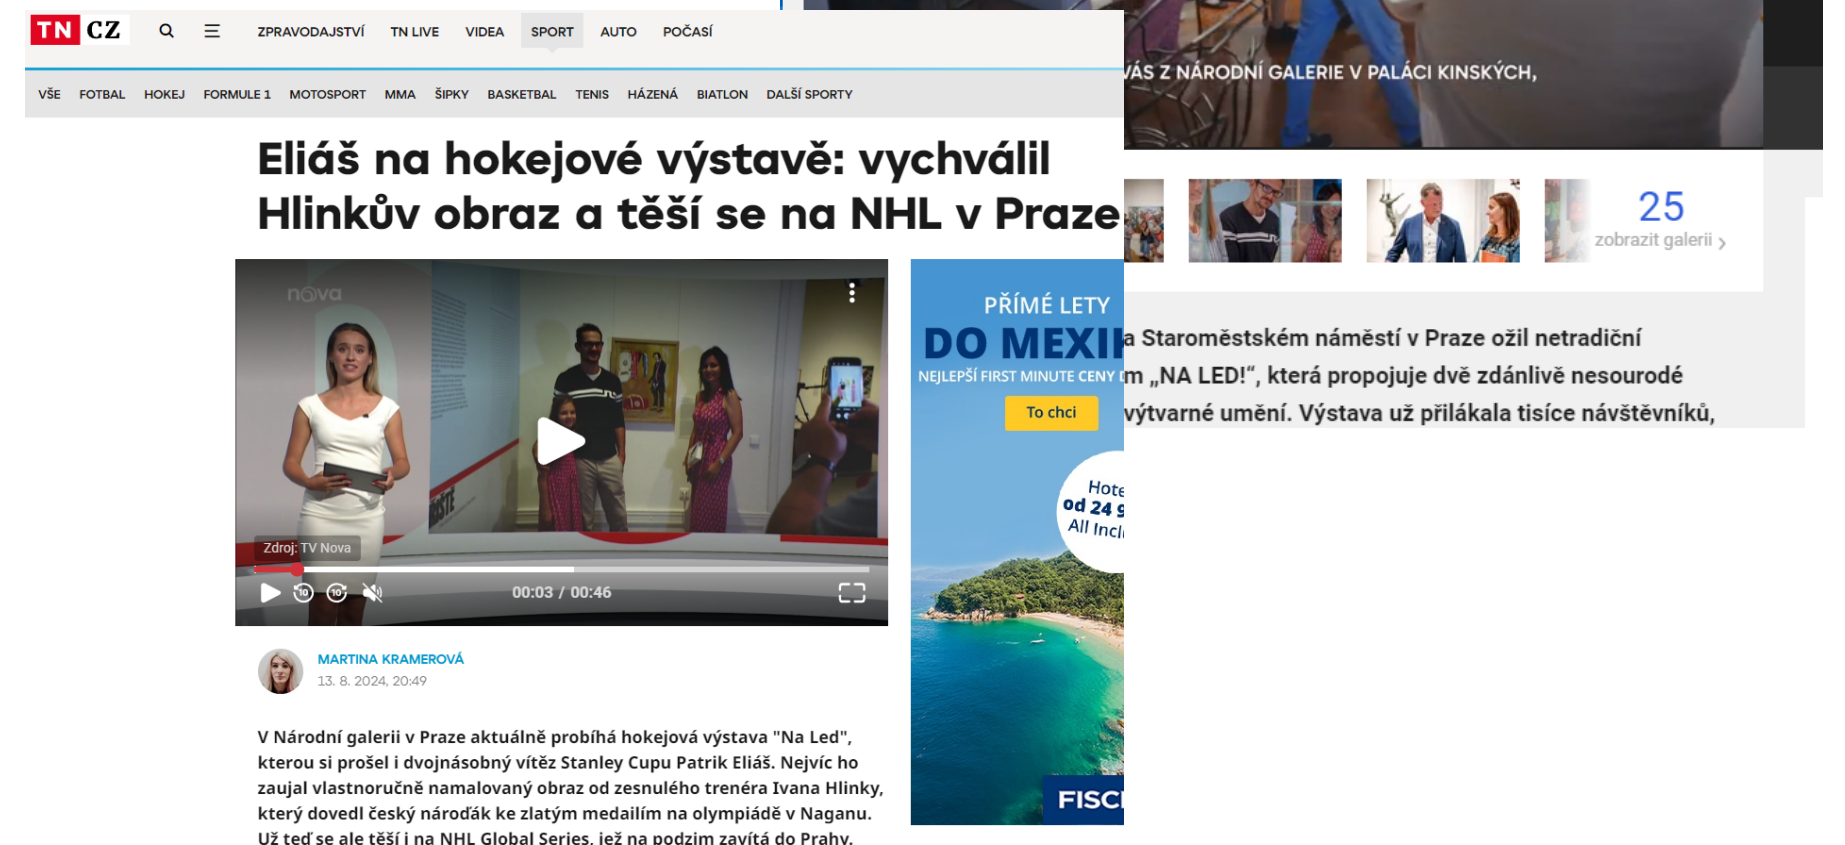 TN CZ
ZPRAVODAJSTVÍ TN LIVE VIDEA SPORT AUTO POČASÍ
VŠE FOTBAL HOKEJ FORMULE 1 MOTOSPORT MMA ŠIPKY BASKETBAL TENIS HÁZENÁ BIATLON DALŠÍ SPORTY
Eliáš na hokejové výstavě: vychválil
Hlinkův obraz a těší se na NHL v Praze
nova
Zdroj: TV Nova
10 10
00:03 / 00:46
MARTINA KRAMEROVÁ
13. 8. 2024, 20:49
V Národní galerii v Praze aktuálně probíhá hokejová výstava "Na Led",
kterou si prošel i dvojnásobný vítěz Stanley Cupu Patrik Eliáš. Nejvíc ho
zaujal vlastnoručně namalovaný obraz od zesnulého trenéra Ivana Hlinky,
který dovedl český nároďák ke zlatým medailím na olympiádě v Naganu.
Už teď se ale těší i na NHL Global Series, jež na podzim zavítá do Prahy.
PŘÍMÉ LETY
DO MEXI
NEJLEPŠÍ FIRST MINUTE CENY
To chci
Hote
od 24 9
All Incl
FISC
VÁS Z NÁRODNÍ GALERIE V PALÁCI KINSKÝCH,
25
zobrazit galerii
a Staroměstském náměstí v Praze ožil netradiční
m „NA LED!“, která propojuje dvě zdánlivě nesourodé
výtvarné umění. Výstava už přilákala tisíce návštěvníků,